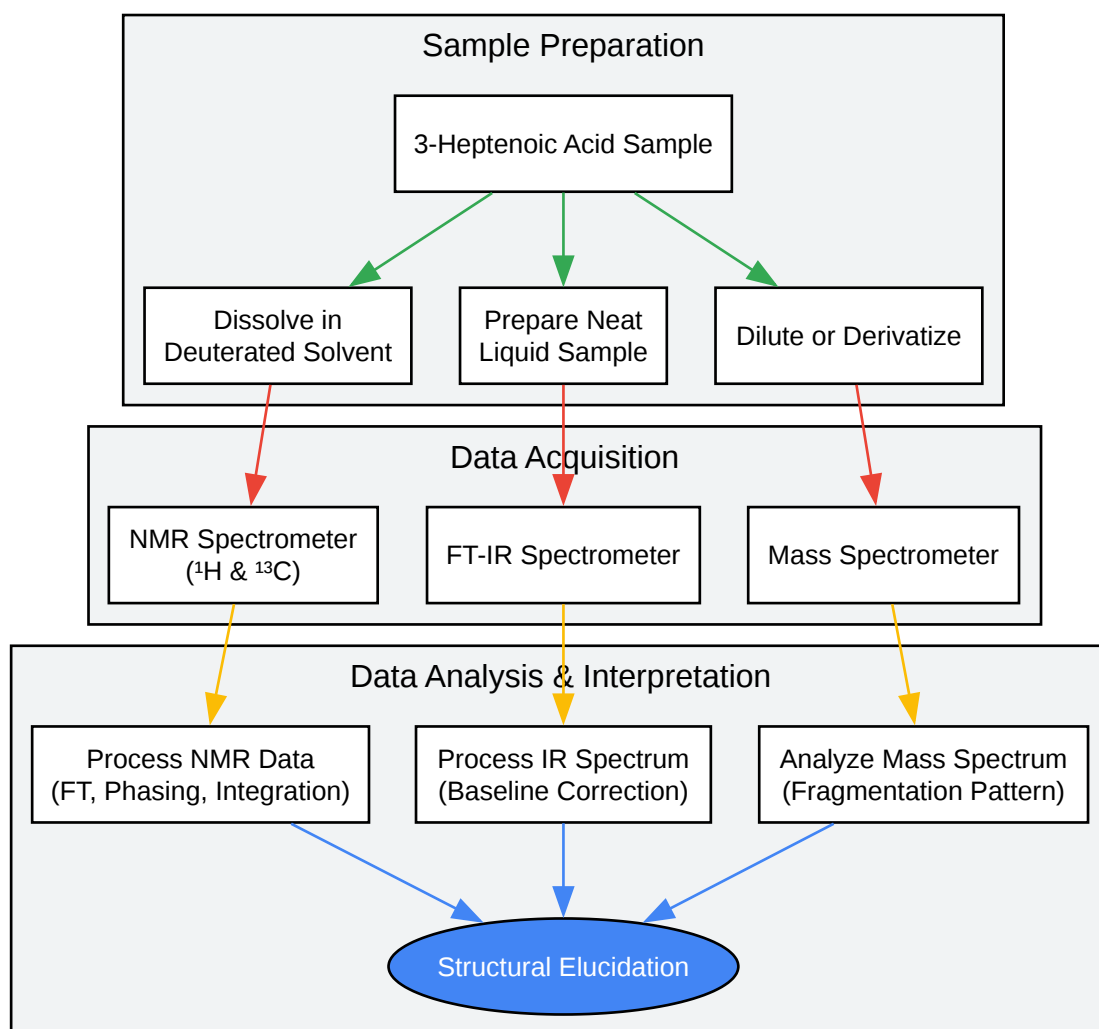 Sample Preparation
3-Heptenoic Acid Sample
Dissolve in
Deuterated Solvent
Prepare Neat
Liquid Sample
Dilute or Derivatize
Data Acquisition
NMR Spectrometer
(¹H & ¹³C)
FT-IR Spectrometer
Mass Spectrometer
Data Analysis & Interpretation
Process NMR Data
(FT, Phasing, Integration)
Process IR Spectrum
(Baseline Correction)
Analyze Mass Spectrum
(Fragmentation Pattern)
Structural Elucidation